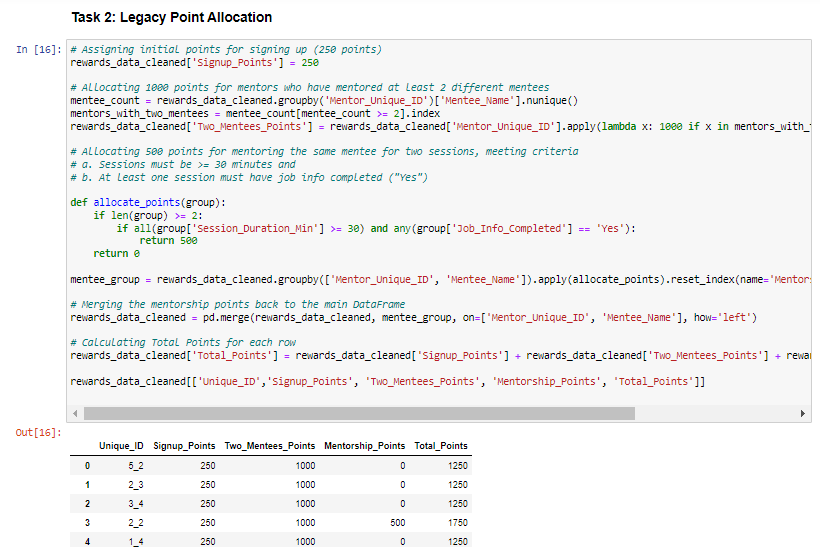 Task 2: Legacy Point Allocation
In [16]:
# Assigning initial points for signing up (250 points)
rewards_data_cleaned['Signup_Points'] = 250
# Allocating 1000 points for mentors who have mentored at least 2 different mentees
mentee_count = rewards_data_cleaned.groupby('Mentor_Unique_ID')['Mentee_Name'].nunique()
mentors_with_two_mentees = mentee_count[mentee_count >= 2].index
rewards_data_cleaned['Two_Mentees_Points'] = rewards_data_cleaned['Mentor_Unique_ID'].apply(lambda x: 1000 if x in mentors_with_
# Allocating 500 points for mentoring the same mentee for two sessions, meeting criteria
# a. Sessions must be >= 30 minutes and
# b. At least one session must have job info completed ("Yes")
def allocate_points(group):
    if len(group) >= 2:
        if all(group['Session_Duration_Min'] >= 30) and any(group['Job_Info_Completed'] == 'Yes'):
            return 500
    return 0
mentee_group = rewards_data_cleaned.groupby(['Mentor_Unique_ID', 'Mentee_Name']).apply(allocate_points).reset_index(name='Mentors
# Merging the mentorship points back to the main DataFrame
rewards_data_cleaned = pd.merge(rewards_data_cleaned, mentee_group, on=['Mentor_Unique_ID', 'Mentee_Name'], how='left')
# Calculating Total Points for each row
rewards_data_cleaned['Total_Points'] = rewards_data_cleaned['Signup_Points'] + rewards_data_cleaned['Two_Mentees_Points'] + rewa
rewards_data_cleaned[['Unique_ID','Signup_Points', 'Two_Mentees_Points', 'Mentorship_Points', 'Total_Points']]
Out[16]:
Unique_ID Signup_Points Two_Mentees_Points Mentorship_Points Total_Points
0 5_2 250 1000 0 1250
1 2_3 250 1000 0 1250
2 3_4 250 1000 0 1250
3 2_2 250 1000 500 1750
4 1_4 250 1000 0 1250